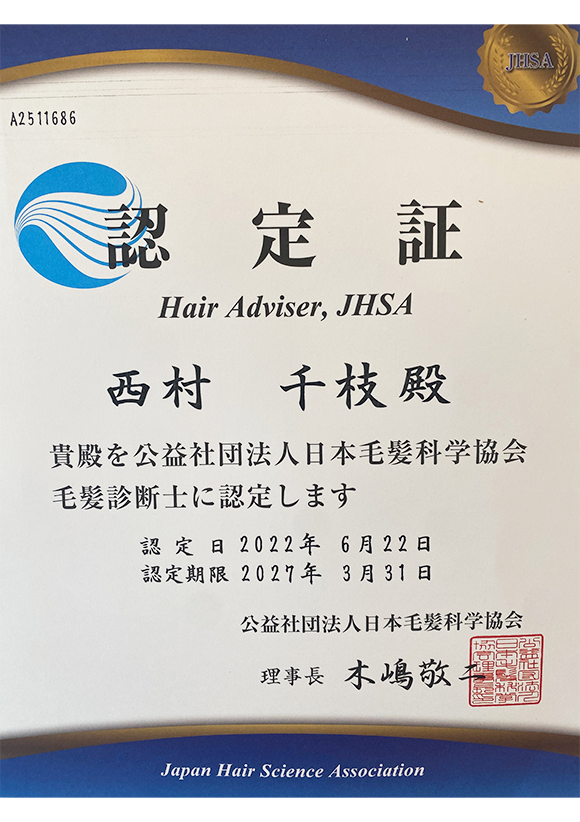 JHSA
A2511686
認定証
Hair Adviser, JHSA
西村 千枝殿
貴殿を公益社団法人日本毛髪科学協会
毛髪診断士に認定します
認定日 2022年 6月22日
認定期限 2027年 3月31日
公益社団法人日本毛髪科学協会
理事長 木嶋敬二
Japan Hair Science Association